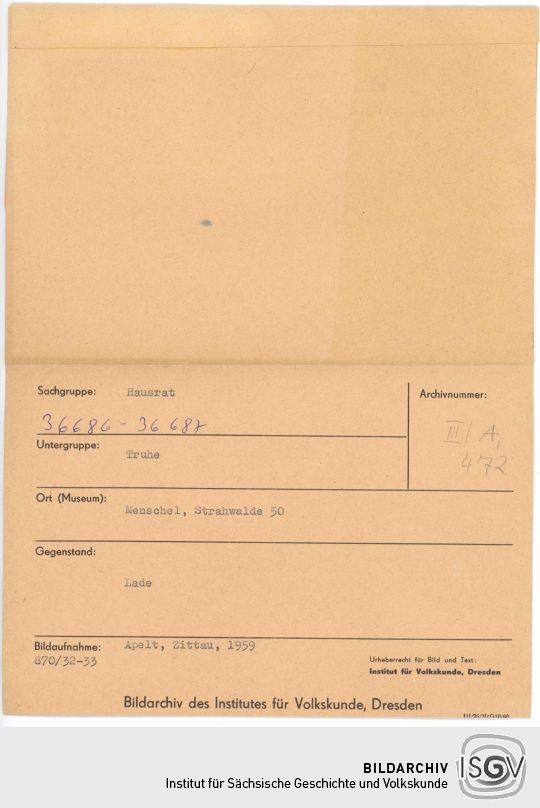 Sachgruppe: Hausrat
Archivnummer:
36686 - 36687
III/A,
472
Untergruppe:
Truhe
Ort (Museum):
Menschel, Strahwalde 50
Gegenstand:
Lade
Bildaufnahme: Apelt, Zittau, 1959
870/32-33
Urheberrecht für Bild und Text:
Institut für Volkskunde, Dresden
Bildarchiv des Institutes für Volkskunde, Dresden
BILDARCHIV
Institut für Sächsische Geschichte und Volkskunde
ISGV